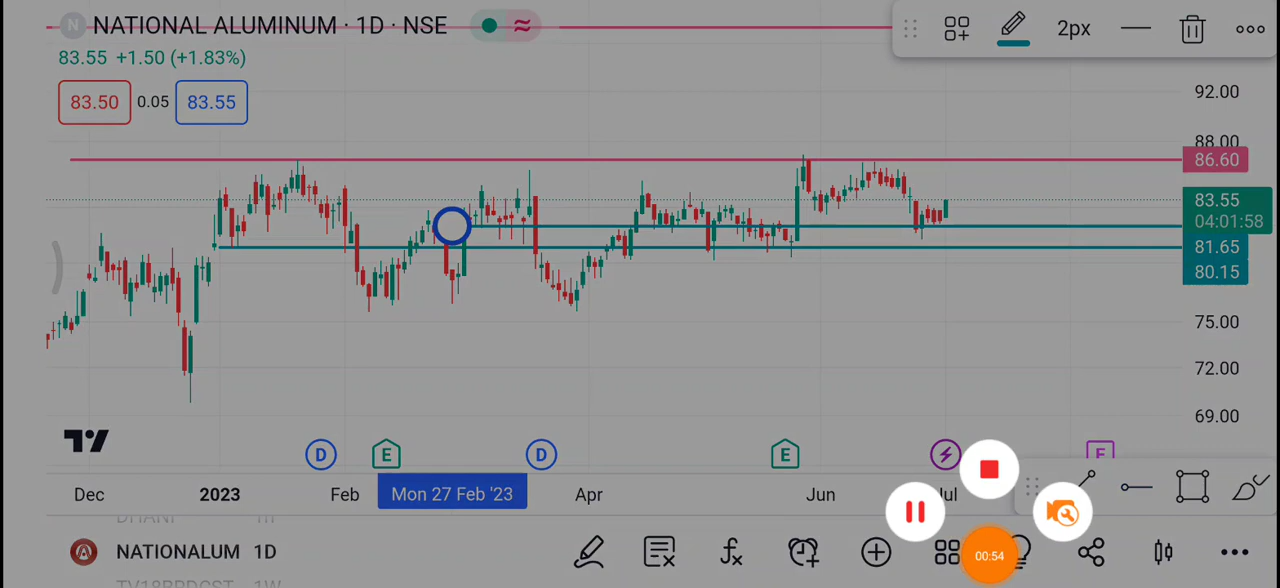 N NATIONAL ALUMINUM · 1D · NSE
2px
83.55 +1.50 (+1.83%)
83.50 0.05 83.55
92.00
88.00
86.60
83.55
04:01:58
81.65
80.15
75.00
72.00
69.00
D E D E E
Dec 2023 Feb Mon 27 Feb '23 Apr Jun Jul
NATIONALUM 1D
00:54
TV18BRDCST 1W